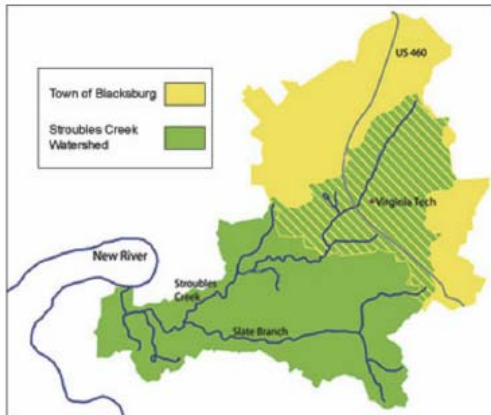 US 460
Town of Blacksburg
Stroubles Creek
Watershed
Virginia Tech
New River
Stroubles
Creek
Slate Branch